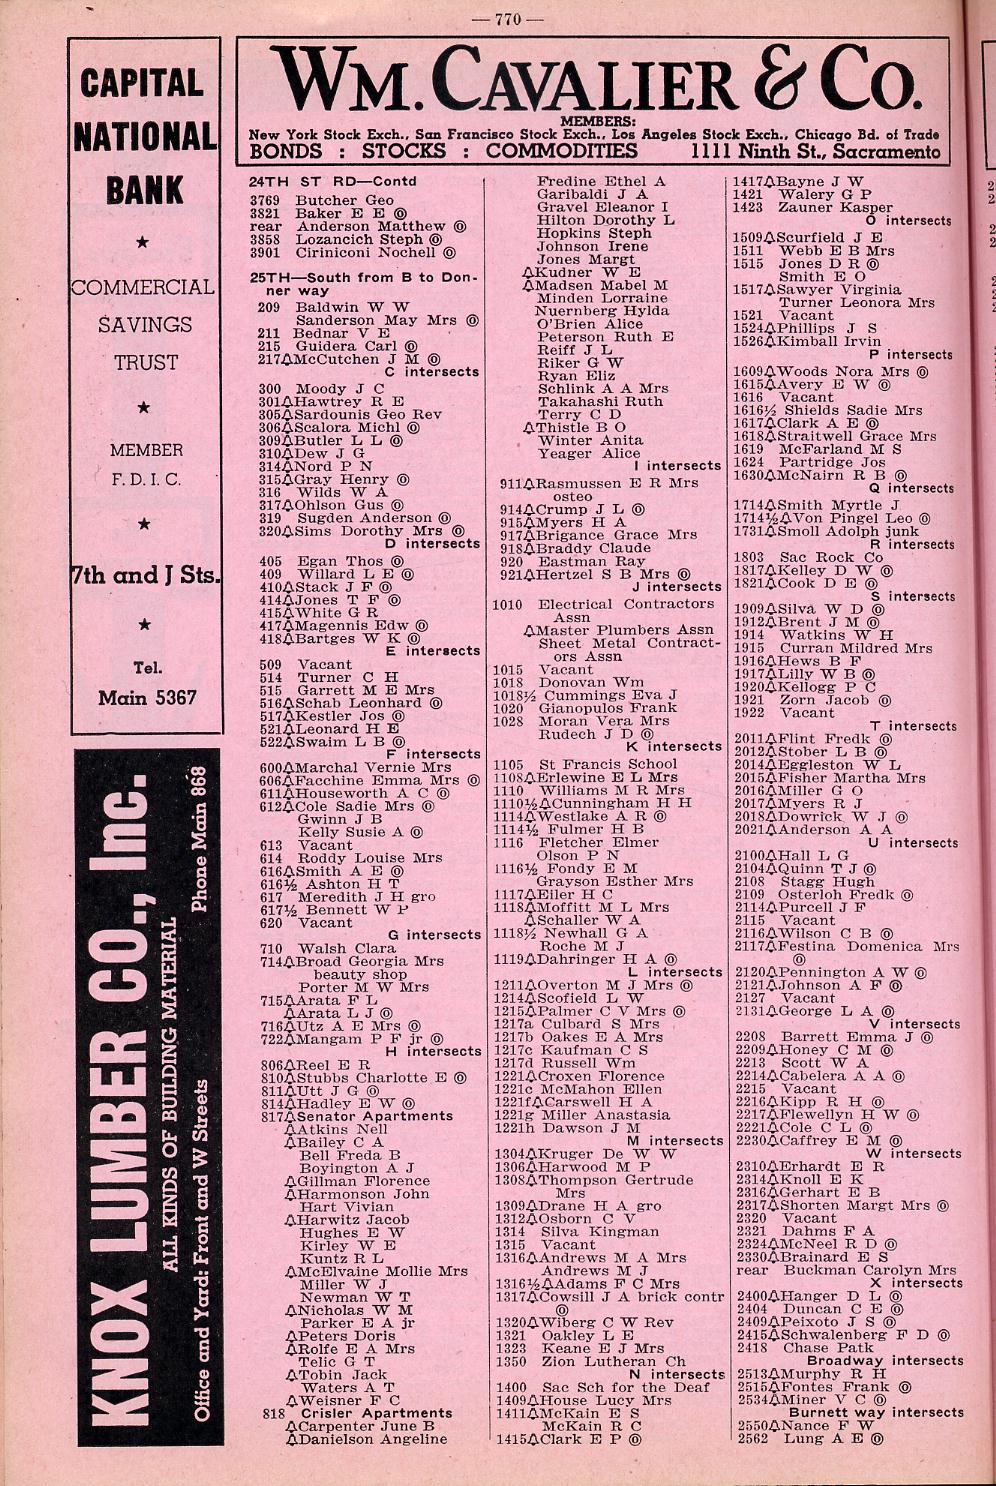 — 770 —
CAPITAL
NATIONAL
BANK
★
COMMERCIAL
SAVINGS
TRUST
★
MEMBER
F. D. I. C.
★
7th and J Sts.
★
Tel.
Main 5367
KNOX LUMBER CO., Inc.
ALL KINDS OF BUILDING MATERIAL
Office and Yard: Front and W Streets Phone Main 868
WM. CAVALIER & CO.
MEMBERS:
New York Stock Exch., San Francisco Stock Exch., Los Angeles Stock Exch., Chicago Bd. of Trade
BONDS : STOCKS : COMMODITIES 1111 Ninth St., Sacramento
24TH ST RD—Contd
3769 Butcher Geo
3821 Baker E E ⓞ
rear Anderson Matthew ⓞ
3858 Lozancich Steph ⓞ
3901 Ciriniconi Nochell ⓞ
25TH—South from B to Don-
ner way
209 Baldwin W W
Sanderson May Mrs ⓞ
211 Bednar V E
215 Guidera Carl ⓞ
217△McCutchen J M ⓞ
C intersects
300 Moody J C
301△Hawtrey R E
305△Sardounis Geo Rev
306△Scalora Michl ⓞ
309△Butler L L ⓞ
310△Dew J G
314△Nord P N
315△Gray Henry ⓞ
316 Wilds W A
317△Ohlson Gus ⓞ
319 Sugden Anderson ⓞ
320△Sims Dorothy Mrs ⓞ
D intersects
405 Egan Thos ⓞ
409 Willard L E ⓞ
410△Stack J F ⓞ
414△Jones T F ⓞ
415△White G R
417△Magennis Edw ⓞ
418△Bartges W K ⓞ
E intersects
509 Vacant
514 Turner C H
515 Garrett M E Mrs
516△Schab Leonhard ⓞ
517△Kestler Jos ⓞ
521△Leonard H E
522△Swaim L B ⓞ
F intersects
600△Marchal Vernie Mrs
606△Facchine Emma Mrs ⓞ
611△Houseworth A C ⓞ
612△Cole Sadie Mrs ⓞ
Gwinn J B
Kelly Susie A ⓞ
613 Vacant
614 Roddy Louise Mrs
616△Smith A E ⓞ
616½ Ashton H T
617 Meredith J H gro
617½ Bennett W P
620 Vacant
G intersects
710 Walsh Clara
714△Broad Georgia Mrs
beauty shop
Porter M W Mrs
715△Arata F L
△Arata L J ⓞ
716△Utz A E Mrs ⓞ
722△Mangam P F jr ⓞ
H intersects
806△Reel E R
810△Stubbs Charlotte E ⓞ
811△Utt J G ⓞ
814△Hadley E W ⓞ
817△Senator Apartments
△Atkins Nell
△Bailey C A
Bell Freda B
Boyington A J
△Gillman Florence
△Harmonson John
Hart Vivian
△Harwitz Jacob
Hughes E W
Kirley W E
Kuntz R L
△McElvaine Mollie Mrs
Miller W J
Newman W T
△Nicholas W M
Parker E A jr
△Peters Doris
△Rolfe E A Mrs
Telic G T
△Tobin Jack
Waters A T
△Weisner F C
818 Crisler Apartments
△Carpenter June B
△Danielson Angeline
Fredine Ethel A
Garibaldi J A
Gravel Eleanor I
Hilton Dorothy L
Hopkins Steph
Johnson Irene
Jones Margt
△Kudner W E
△Madsen Mabel M
Minden Lorraine
Nuernberg Hylda
O'Brien Alice
Peterson Ruth E
Reiff J L
Riker G W
Ryan Eliz
Schlink A A Mrs
Takahashi Ruth
Terry C D
△Thistle B O
Winter Anita
Yeager Alice
I intersects
911△Rasmussen E R Mrs
osteo
914△Crump J L ⓞ
915△Myers H A
917△Brigance Grace Mrs
918△Braddy Claude
920 Eastman Ray
921△Hertzel S B Mrs ⓞ
J intersects
1010 Electrical Contractors
Assn
△Master Plumbers Assn
Sheet Metal Contract-
ors Assn
1015 Vacant
1018 Donovan Wm
1018½ Cummings Eva J
1020 Gianopulos Frank
1028 Moran Vera Mrs
Rudech J D ⓞ
K intersects
1105 St Francis School
1108△Erlewine E L Mrs
1110 Williams M R Mrs
1110½△Cunningham H H
1114△Westlake A R ⓞ
1114½ Fulmer H B
1116 Fletcher Elmer
Olson P N
1116½ Fondy E M
Grayson Esther Mrs
1117△Eiler H C
1118△Moffitt M L Mrs
△Schaller W A
1118½ Newhall G A
Roche M J
1119△Dahringer H A ⓞ
L intersects
1211△Overton M J Mrs ⓞ
1214△Scofield L W
1215△Palmer C V Mrs ⓞ
1217a Culbard S Mrs
1217b Oakes E A Mrs
1217c Kaufman C S
1217d Russell Wm
1221△Croxen Florence
1221c McMahon Ellen
1221f△Carswell H A
1221g Miller Anastasia
1221h Dawson J M
M intersects
1304△Kruger De W W
1306△Harwood M P
1308△Thompson Gertrude
Mrs
1309△Drane H A gro
1312△Osborn C V
1314 Silva Kingman
1315 Vacant
1316△Andrews M A Mrs
Andrews M J
1316½△Adams F C Mrs
1317△Cowsill J A brick contr
ⓞ
1320△Wiberg C W Rev
1321 Oakley L E
1323 Keane E J Mrs
1350 Zion Lutheran Ch
N intersects
1400 Sac Sch for the Deaf
1409△House Lucy Mrs
1411△McKain E S
McKain R C
1415△Clark E P ⓞ
1417△Bayne J W
1421 Walery G P
1423 Zauner Kasper
O intersects
1509△Scurfield J E
1511 Webb E B Mrs
1515 Jones D R ⓞ
Smith E O
1517△Sawyer Virginia
Turner Leonora Mrs
1521 Vacant
1524△Phillips J S
1526△Kimball Irvin
P intersects
1609△Woods Nora Mrs ⓞ
1615△Avery E W ⓞ
1616 Vacant
1616½ Shields Sadie Mrs
1617△Clark A E ⓞ
1618△Straitwell Grace Mrs
1619 McFarland M S
1624 Partridge Jos
1630△McNairn R B ⓞ
Q intersects
1714△Smith Myrtle J
1714½△Von Pingel Leo ⓞ
1731△Smoll Adolph junk
R intersects
1803 Sac Rock Co
1817△Kelley D W ⓞ
1821△Cook D E ⓞ
S intersects
1909△Silva W D ⓞ
1912△Brent J M ⓞ
1914 Watkins W H
1915 Curran Mildred Mrs
1916△Hews B F
1917△Lilly W B ⓞ
1920△Kellogg P C
1921 Zorn Jacob ⓞ
1922 Vacant
T intersects
2011△Flint Fredk ⓞ
2012△Stober L B ⓞ
2014△Eggleston W L
2015△Fisher Martha Mrs
2016△Miller G O
2017△Myers R J
2018△Dowrick W J ⓞ
2021△Anderson A A
U intersects
2100△Hall L G
2104△Quinn T J ⓞ
2108 Stagg Hugh
2109 Osterloh Fredk ⓞ
2114△Purcell J F
2115 Vacant
2116△Wilson C B ⓞ
2117△Festina Domenica Mrs
ⓞ
2120△Pennington A W ⓞ
2121△Johnson A F ⓞ
2127 Vacant
2131△George L A ⓞ
V intersects
2208 Barrett Emma J ⓞ
2209△Honey C M ⓞ
2213 Scott W A
2214△Cabelera A A ⓞ
2215 Vacant
2216△Kipp R H ⓞ
2217△Flewellyn H W ⓞ
2221△Cole C L ⓞ
2230△Caffrey E M ⓞ
W intersects
2310△Erhardt E R
2314△Knoll E K
2316△Gerhart E B
2317△Shorten Margt Mrs ⓞ
2320 Vacant
2321 Dahms F A
2324△McNeel R D ⓞ
2330△Brainard E S
rear Buckman Carolyn Mrs
X intersects
2400△Hanger D L ⓞ
2404 Duncan C E ⓞ
2409△Peixoto J S ⓞ
2415△Schwalenberg F D ⓞ
2418 Chase Patk
Broadway intersects
2513△Murphy R H
2515△Fontes Frank ⓞ
2534△Miner V C ⓞ
Burnett way intersects
2550△Nance F W
2562 Lung A E ⓞ